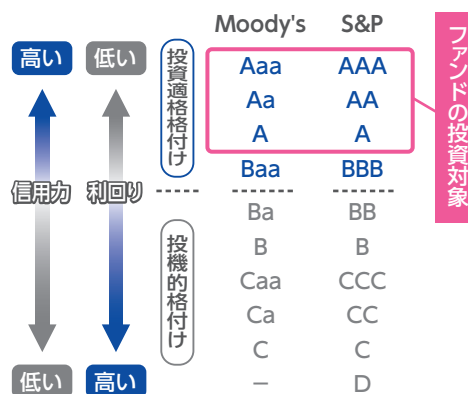 Moody's S&P
高い 低い
信用力 利回り
低い 高い
投資適格格付け
Aaa AAA
Aa AA
A A
Baa BBB
投機的格付け
Ba BB
B B
Caa CCC
Ca CC
C C
– D
ファンドの投資対象